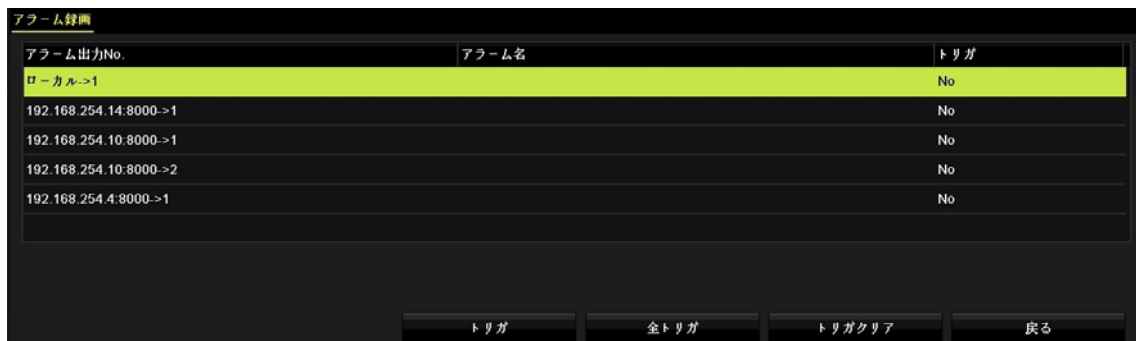 アラーム録画
アラーム出力No. アラーム名 トリガ
ローカル->1 No
192.168.254.14:8000->1 No
192.168.254.10:8000->1 No
192.168.254.10:8000->2 No
192.168.254.4:8000->1 No
トリガ 全トリガ トリガクリア 戻る